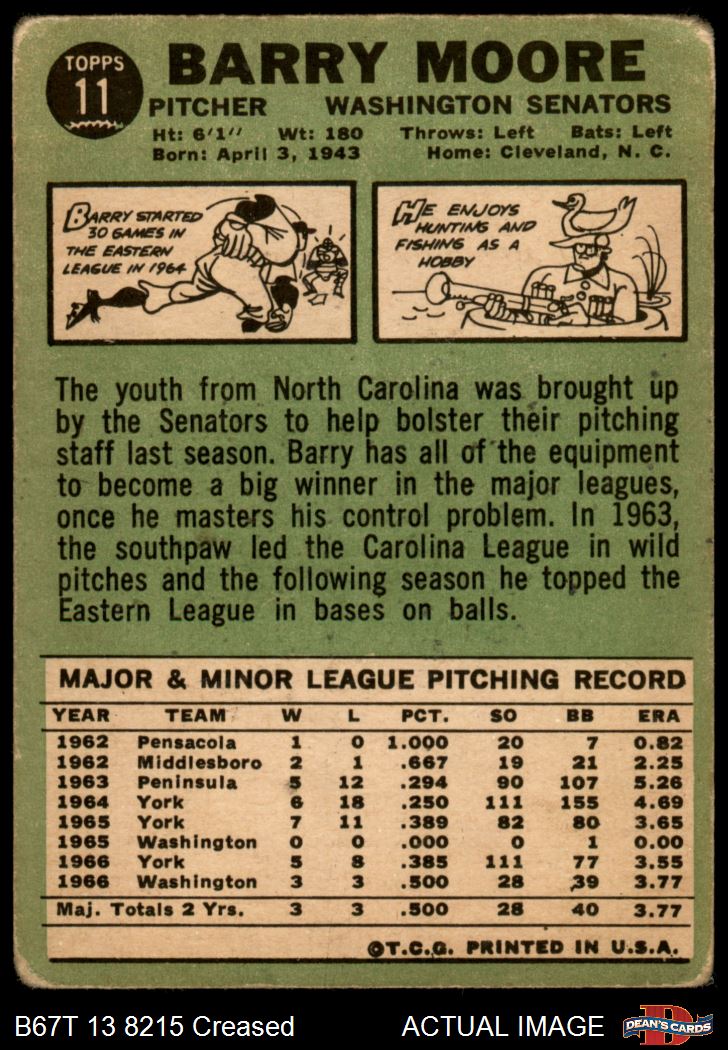 TOPPS
11
BARRY MOORE
PITCHER WASHINGTON SENATORS
Ht: 6'1" Wt: 180 Throws: Left Bats: Left
Born: April 3, 1943 Home: Cleveland, N. C.
BARRY STARTED
30 GAMES IN
THE EASTERN
LEAGUE IN 1964
HE ENJOYS
HUNTING AND
FISHING AS A
HOBBY
The youth from North Carolina was brought up
by the Senators to help bolster their pitching
staff last season. Barry has all of the equipment
to become a big winner in the major leagues,
once he masters his control problem. In 1963,
the southpaw led the Carolina League in wild
pitches and the following season he topped the
Eastern League in bases on balls.
MAJOR & MINOR LEAGUE PITCHING RECORD
YEAR TEAM W L PCT. SO BB ERA
1962 Pensacola 1 0 1.000 20 7 0.82
1962 Middlesboro 2 1 .667 19 21 2.25
1963 Peninsula 5 12 .294 90 107 5.26
1964 York 6 18 .250 111 155 4.69
1965 York 7 11 .389 82 80 3.65
1965 Washington 0 0 .000 0 1 0.00
1966 York 5 8 .385 111 77 3.55
1966 Washington 3 3 .500 28 39 3.77
Maj. Totals 2 Yrs. 3 3 .500 28 40 3.77
©T.C.G. PRINTED IN U.S.A.
B67T 13 8215 Creased ACTUAL IMAGE
D
DEAN'S CARDS